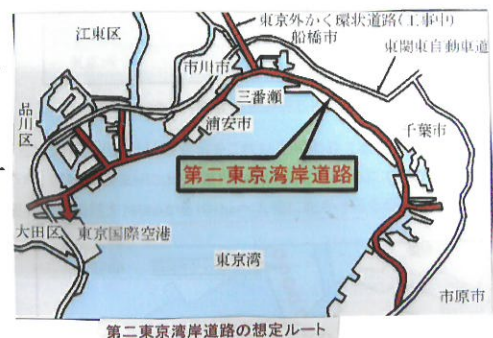 東京外かく環状道路(工事中)
江東区
船橋市
東関東自動車道
市川市
三番瀬
品川区
浦安市
千葉市
第二東京湾岸道路
大田区
東京国際空港
東京湾
市原市
第二東京湾岸道路の想定ルート